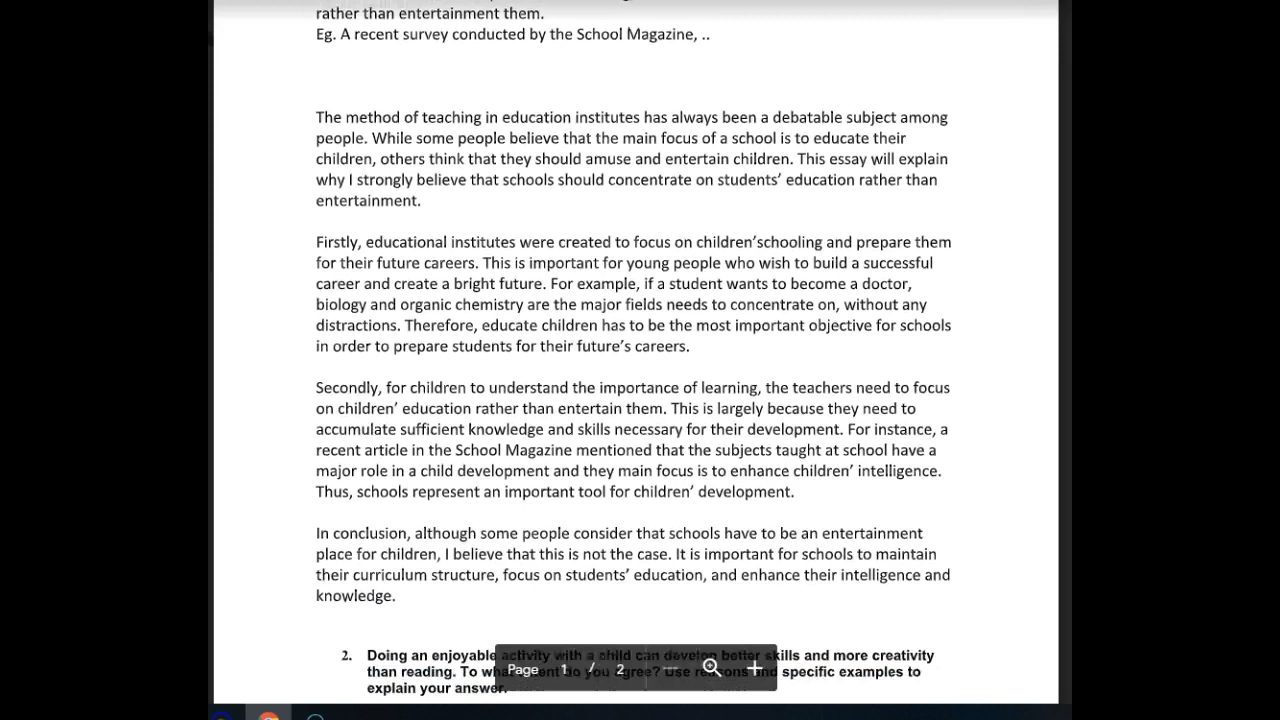 rather than entertainment them.
Eg. A recent survey conducted by the School Magazine, ..
The method of teaching in education institutes has always been a debatable subject among
people. While some people believe that the main focus of a school is to educate their
children, others think that they should amuse and entertain children. This essay will explain
why I strongly believe that schools should concentrate on students’ education rather than
entertainment.
Firstly, educational institutes were created to focus on children’schooling and prepare them
for their future careers. This is important for young people who wish to build a successful
career and create a bright future. For example, if a student wants to become a doctor,
biology and organic chemistry are the major fields needs to concentrate on, without any
distractions. Therefore, educate children has to be the most important objective for schools
in order to prepare students for their future’s careers.
Secondly, for children to understand the importance of learning, the teachers need to focus
on children’ education rather than entertain them. This is largely because they need to
accumulate sufficient knowledge and skills necessary for their development. For instance, a
recent article in the School Magazine mentioned that the subjects taught at school have a
major role in a child development and they main focus is to enhance children’ intelligence.
Thus, schools represent an important tool for children’ development.
In conclusion, although some people consider that schools have to be an entertainment
place for children, I believe that this is not the case. It is important for schools to maintain
their curriculum structure, focus on students’ education, and enhance their intelligence and
knowledge.
2. Doing an enjoyable activity with a child can develop better skills and more creativity
than reading. To what extent do you agree? Use reasons and specific examples to
explain your answer.
Page 1 / 2